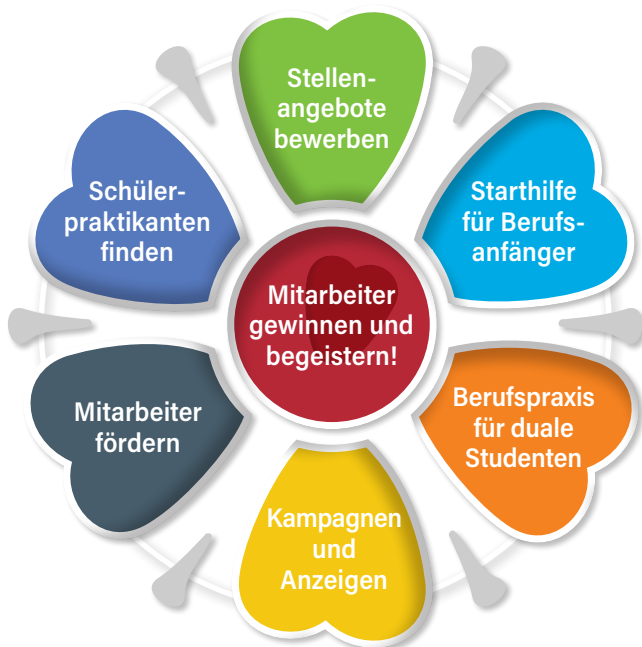 Stellen-
angebote
bewerben
Starthilfe
für Berufs-
anfänger
Berufspraxis
für duale
Studenten
Kampagnen
und
Anzeigen
Mitarbeiter
fördern
Schüler-
praktikanten
finden
Mitarbeiter
gewinnen und
begeistern!